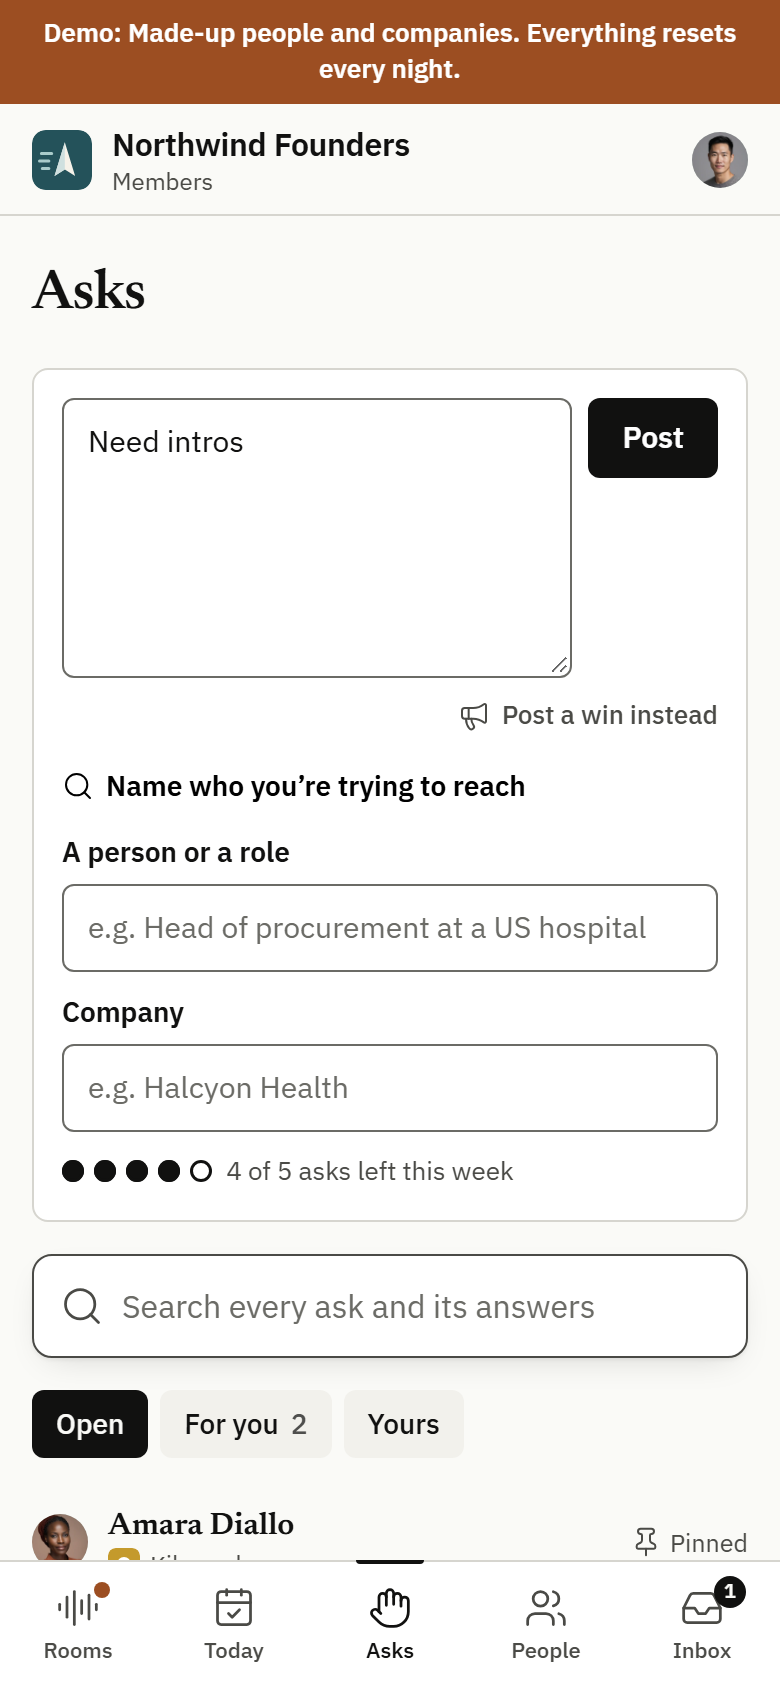 Demo: Made-up people and companies. Everything resets
every night.
Northwind Founders
Members
Asks
Need intros
Post
Post a win instead
Name who you’re trying to reach
A person or a role
e.g. Head of procurement at a US hospital
Company
e.g. Halcyon Health
4 of 5 asks left this week
Search every ask and its answers
Open
For you 2
Yours
Amara Diallo
Pinned
Rooms
Today
Asks
People
Inbox
1